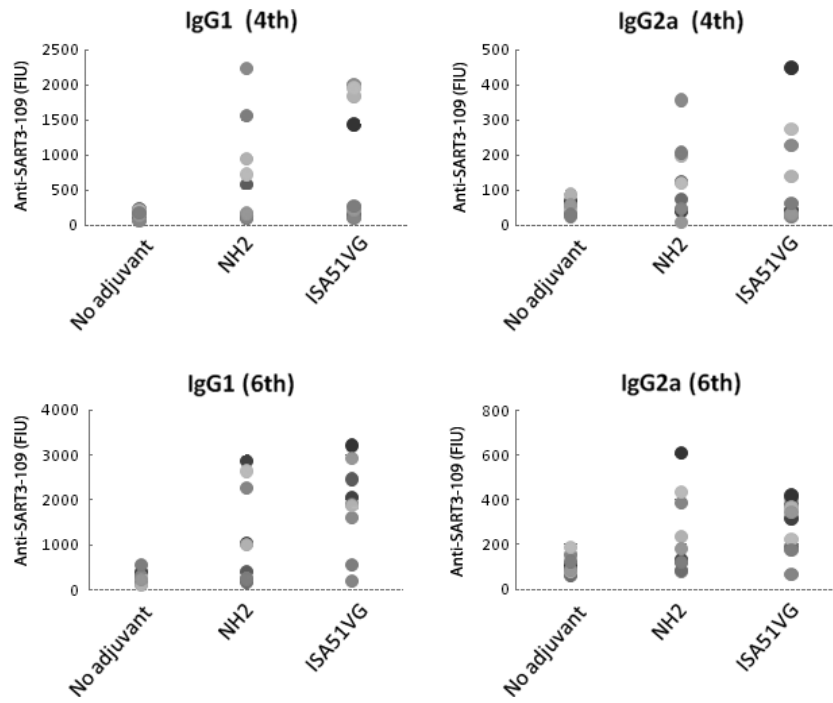 IgG1 (4th)
Anti-SART3-109 (FIU)
2500
2000
1500
1000
500
0
No adjuvant
NH2
ISA51VG
IgG2a (4th)
Anti-SART3-109 (FIU)
500
400
300
200
100
0
No adjuvant
NH2
ISA51VG
IgG1 (6th)
Anti-SART3-109 (FIU)
4000
3000
2000
1000
0
No adjuvant
NH2
ISA51VG
IgG2a (6th)
Anti-SART3-109 (FIU)
800
600
400
200
0
No adjuvant
NH2
ISA51VG